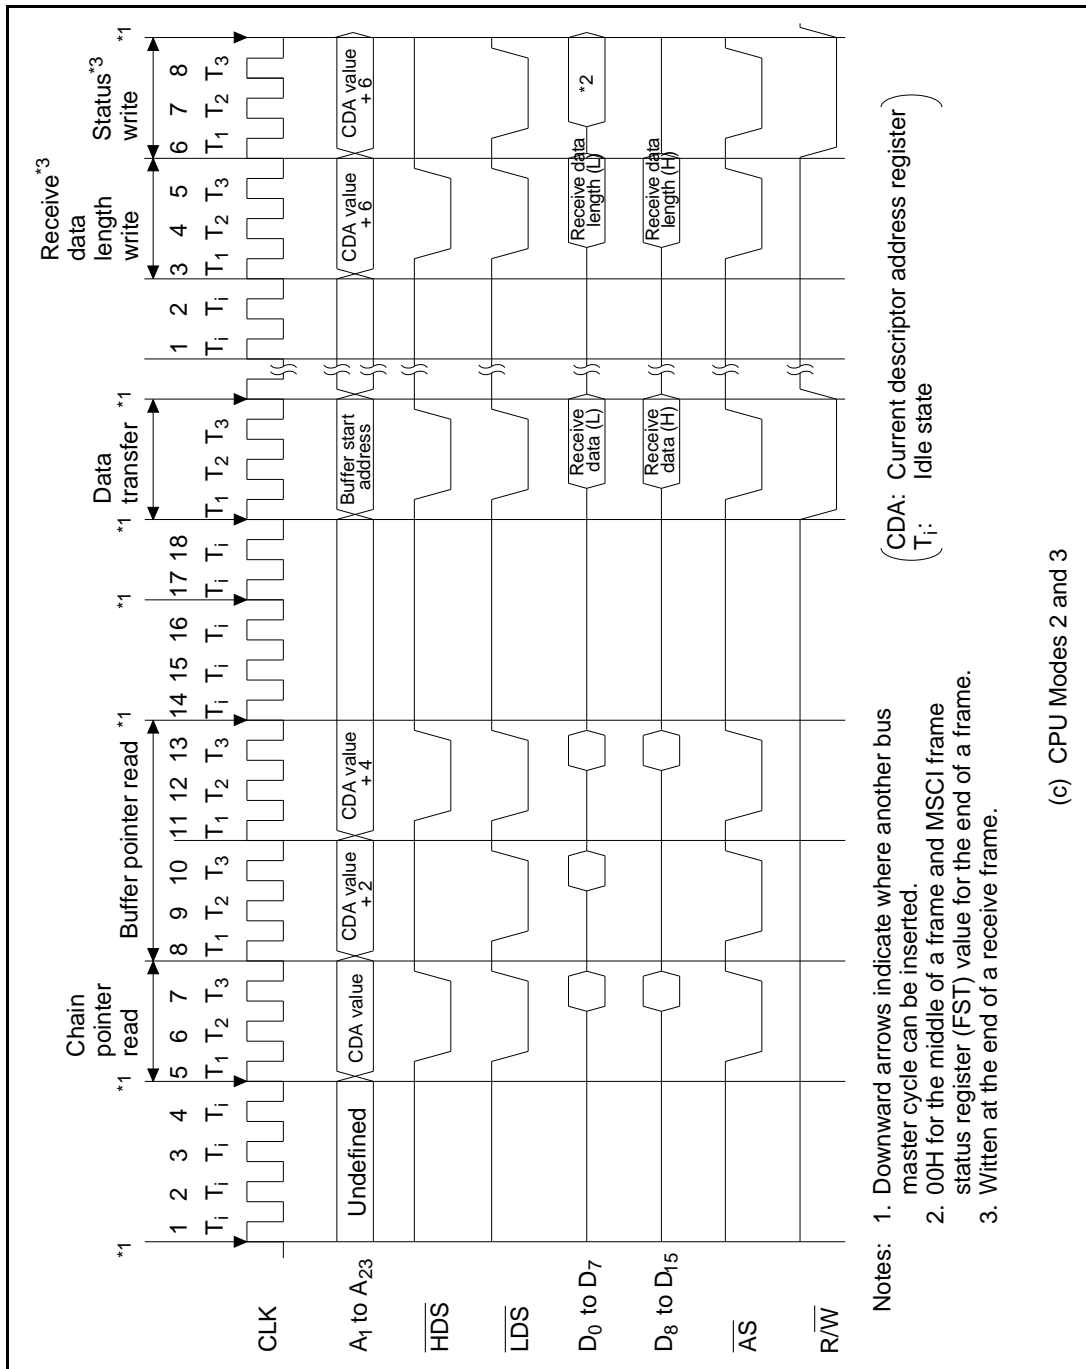 Chain
pointer
read
Buffer pointer read
Data
transfer
Receive*3
data
length
write
Status*3
write
*1 *1 *1 *1 *1 *1 *1
1 2 3 4 5 6 7 8 9 10 11 12 13 14 15 16 17 18 1 2 3 4 5 6 7 8
Ti Ti Ti Ti T1 T2 T3 T1 T2 T3 T1 T2 T3 Ti Ti Ti Ti Ti T1 T2 T3 Ti Ti T1 T2 T3 T1 T2 T3
CLK
A1 to A23
Undefined
CDA value
CDA value
+ 2
CDA value
+ 4
Buffer start
address
CDA value
+ 6
CDA value
+ 6
HDS
LDS
D0 to D7
Receive
data (L)
Receive data
length (L)
*2
D8 to D15
Receive
data (H)
Receive data
length (H)
AS
R/W
Notes: 1. Downward arrows indicate where another bus
master cycle can be inserted.
2. 00H for the middle of a frame and MSCI frame
status register (FST) value for the end of a frame.
3. Witten at the end of a receive frame.
CDA: Current descriptor address register
Ti: Idle state
(c) CPU Modes 2 and 3